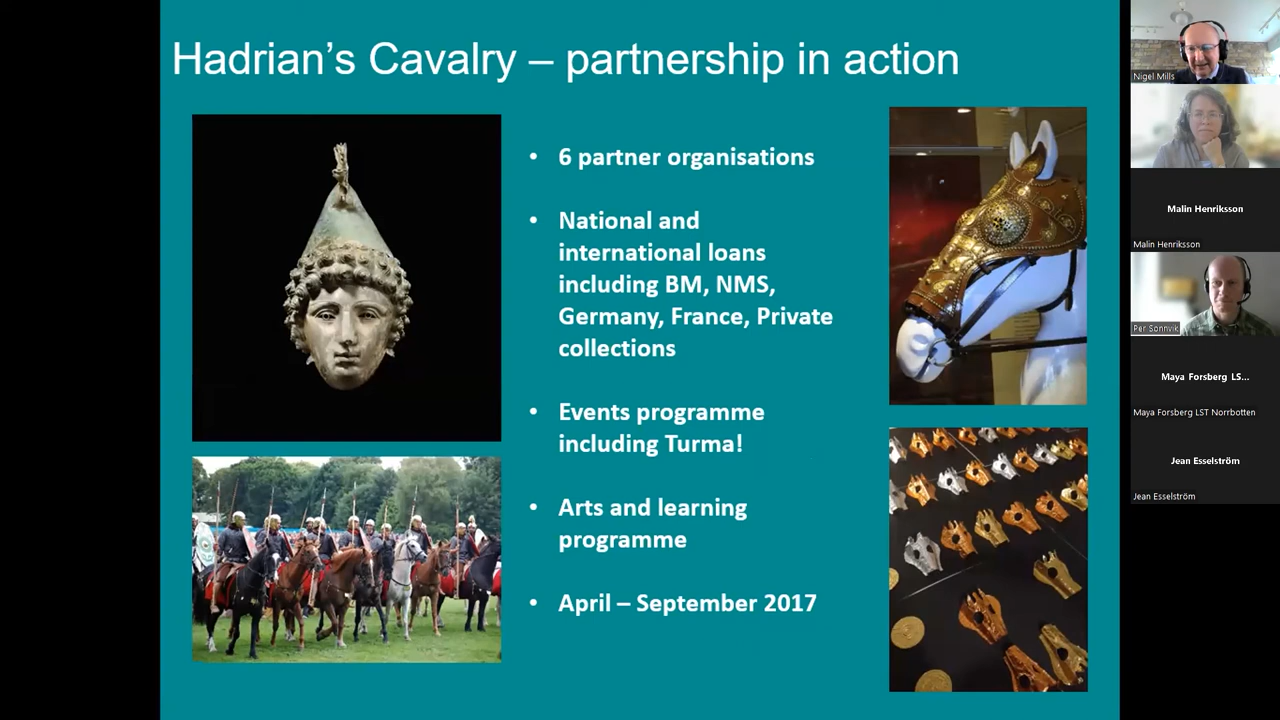 Hadrian’s Cavalry – partnership in action
• 6 partner organisations
• National and
international loans
including BM, NMS,
Germany, France, Private
collections
• Events programme
including Turma!
• Arts and learning
programme
• April – September 2017
Nigel Mills
Malin Henriksson
Malin Henriksson
Per Sonnvik
Maya Forsberg LS...
Maya Forsberg LST Norrbotten
Jean Esselström
Jean Esselström